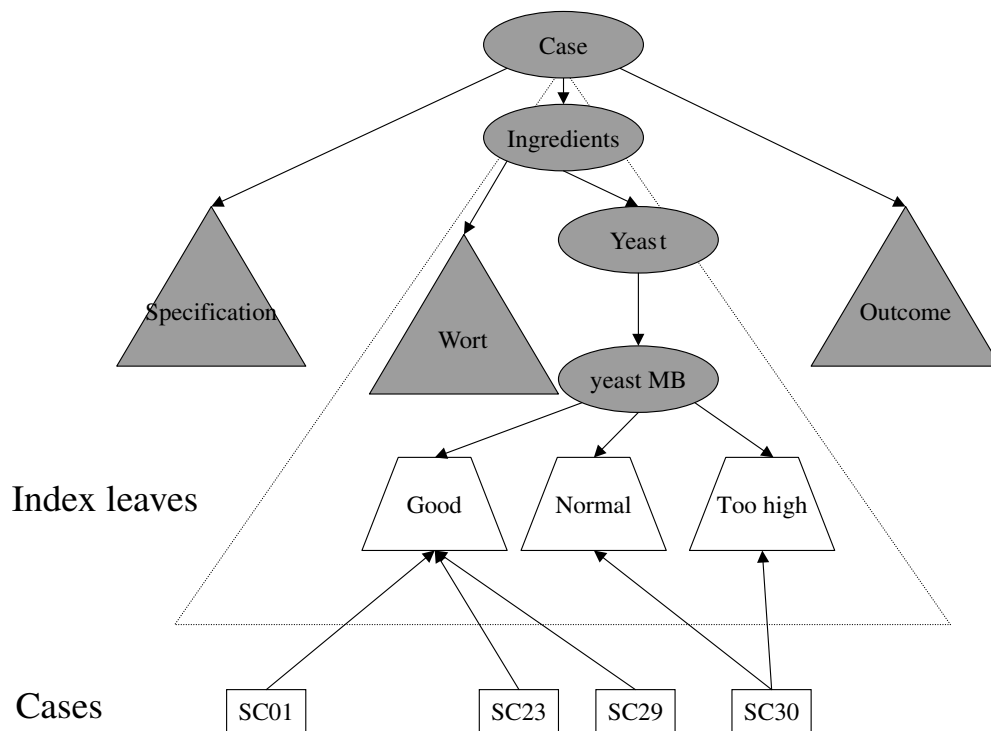 Case
Ingredients
Yeast
Specification
Wort
Outcome
yeast MB
Index leaves
Good
Normal
Too high
Cases
SC01
SC23
SC29
SC30